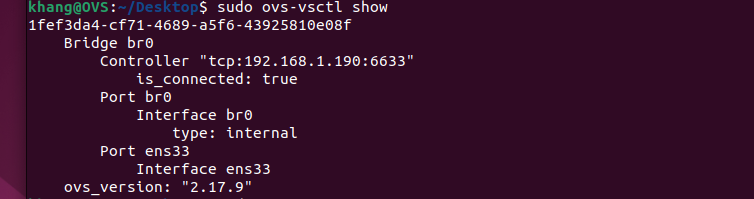 khang@OVS:~/Desktop$ sudo ovs-vsctl show
1fef3da4-cf71-4689-a5f6-43925810e08f
    Bridge br0
        Controller "tcp:192.168.1.190:6633"
            is_connected: true
        Port br0
            Interface br0
                type: internal
        Port ens33
            Interface ens33
    ovs_version: "2.17.9"